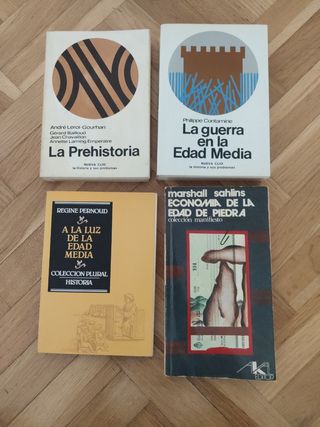 André Leroi-Gourhan
Gérard Bailloud
Jean Chavaillon
Annette Laming-Emperaire
La Prehistoria
NUEVA CLIO
la historia y sus problemas
Philippe Contamine
La guerra
en la
Edad Media
NUEVA CLIO
la historia y sus problemas
REGINE PERNOUD
A LA LUZ
DE LA
EDAD
MEDIA
COLECCION PLURAL
HISTORIA
marshall sahlins
ECONOMIA DE LA
EDAD DE PIEDRA
colección manifiesto
AKAL
EDITOR